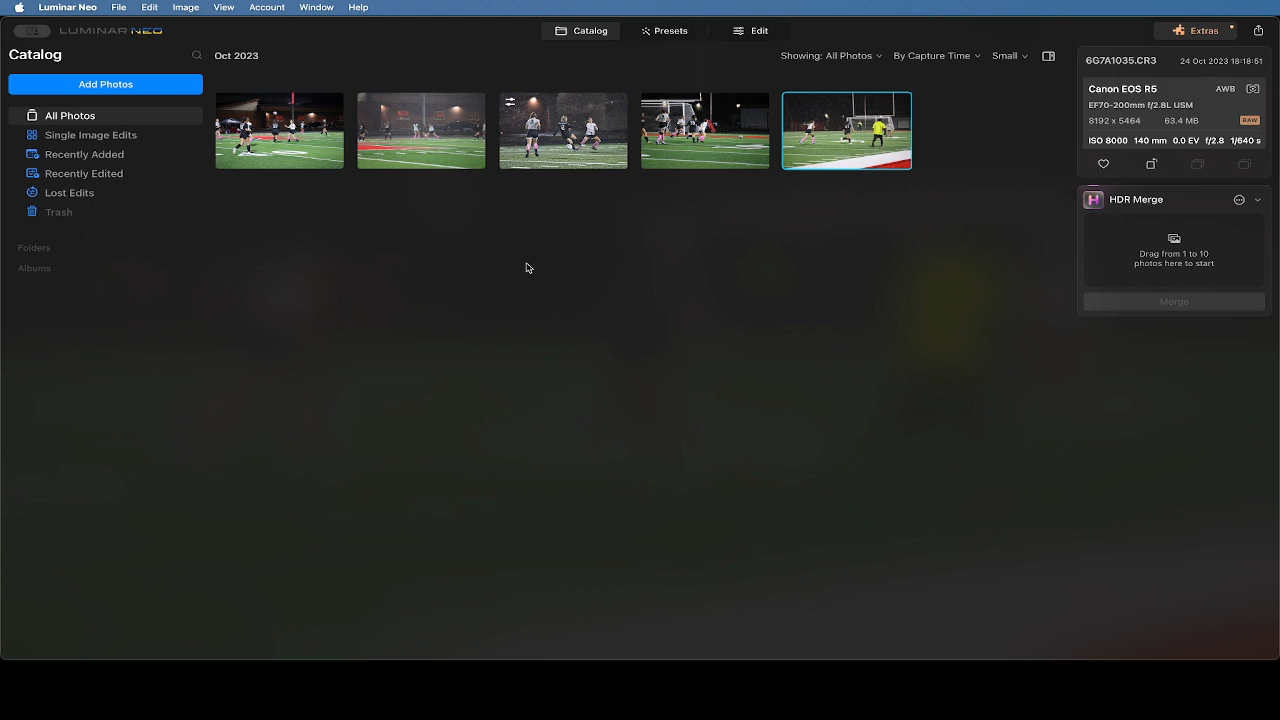 Luminar Neo File Edit Image View Account Window Help
LUMINAR NEO Catalog Presets Edit Extras
Catalog
Oct 2023 Showing: All Photos By Capture Time Small
Add Photos
All Photos
Single Image Edits
Recently Added
Recently Edited
Lost Edits
Trash
Folders
Albums
6G7A1035.CR3 24 Oct 2023 18:18:51
Canon EOS R5 AWB
EF70-200mm f/2.8L USM
8192 x 5464 63.4 MB RAW
ISO 8000 140 mm 0.0 EV f/2.8 1/640 s
H HDR Merge
Drag from 1 to 10
photos here to start
Merge